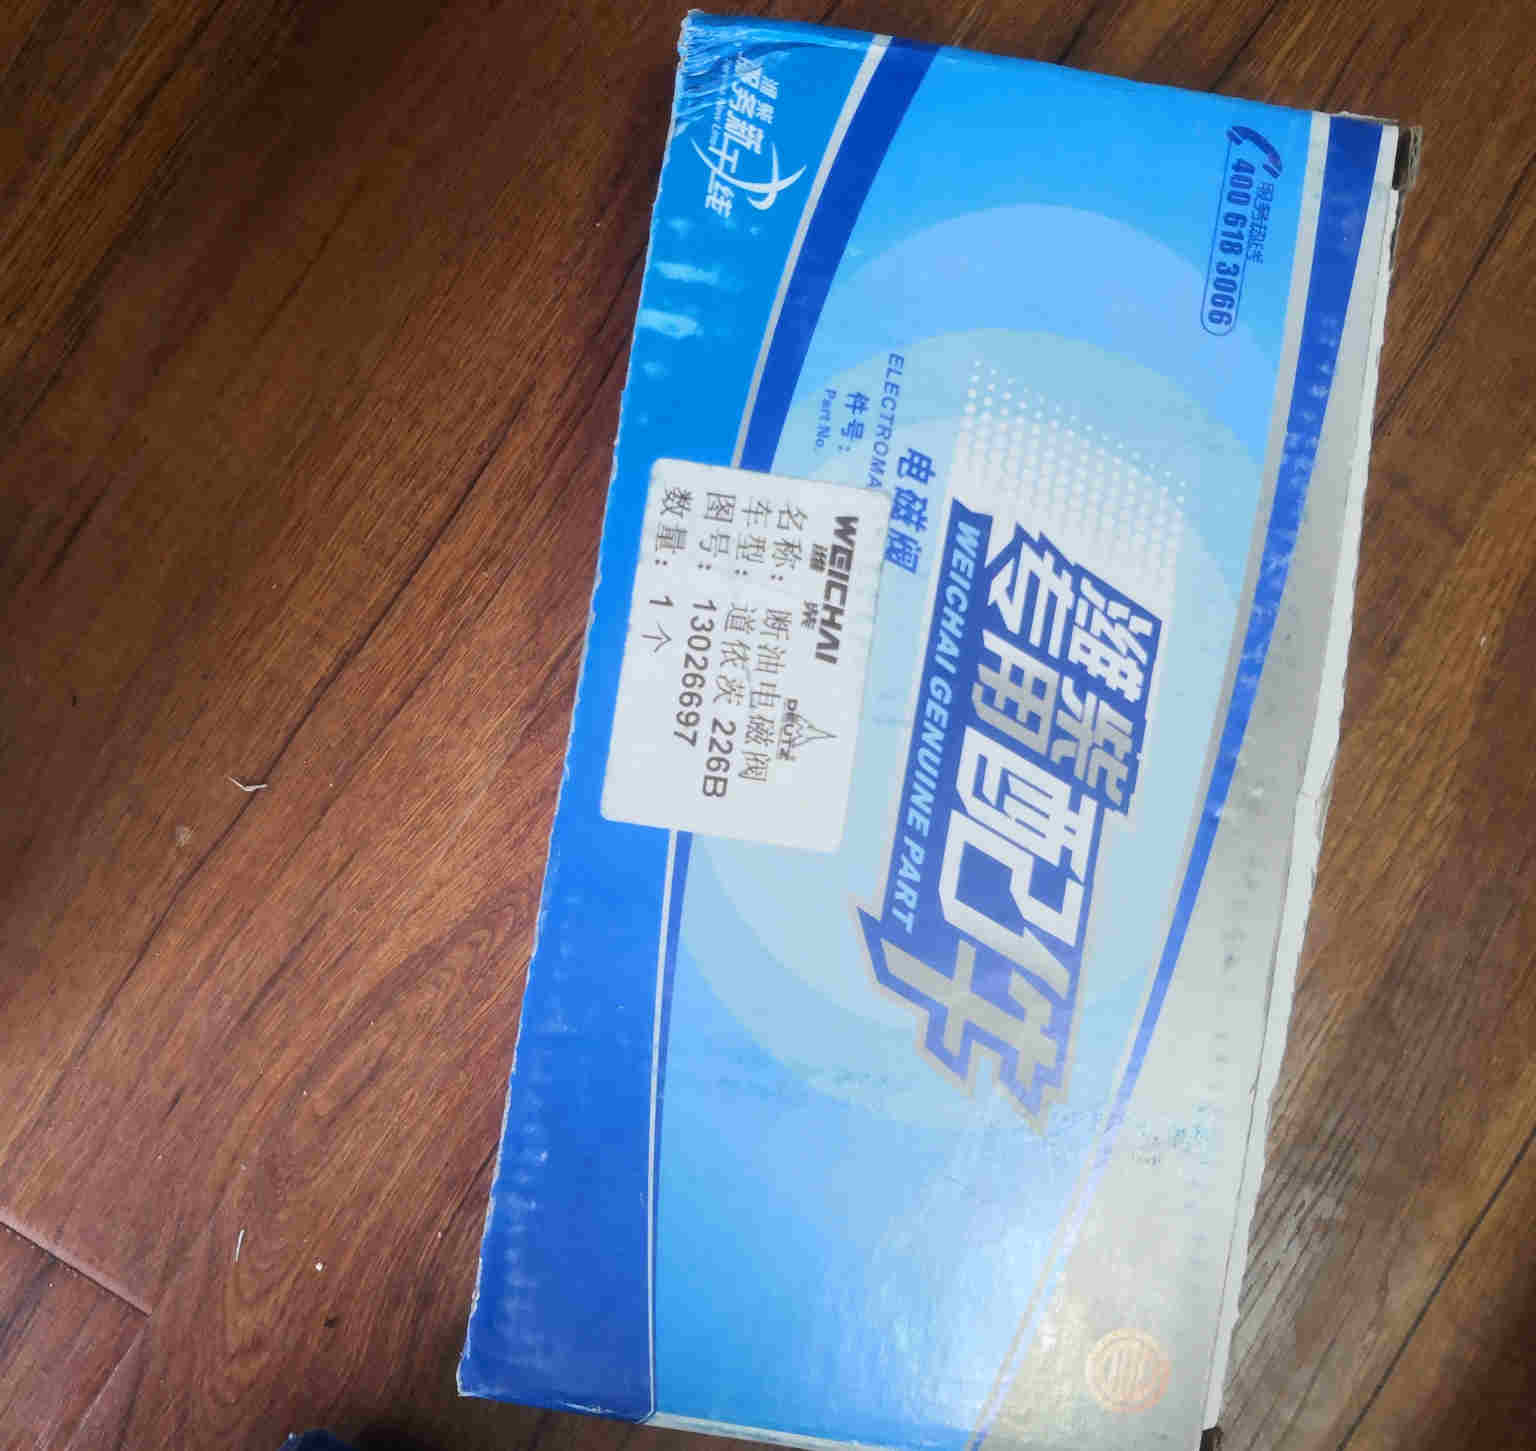 服务热线
400 618 3066
潍柴
服务新干线
潍柴
专用配件
WEICHAI GENUINE PART
电磁阀
ELECTROMA
件号：
Part No.
WEICHAI
潍柴
DEUTZ
名称：断油电磁阀
车型：道依茨 226B
图号：13026697
数量：1 个